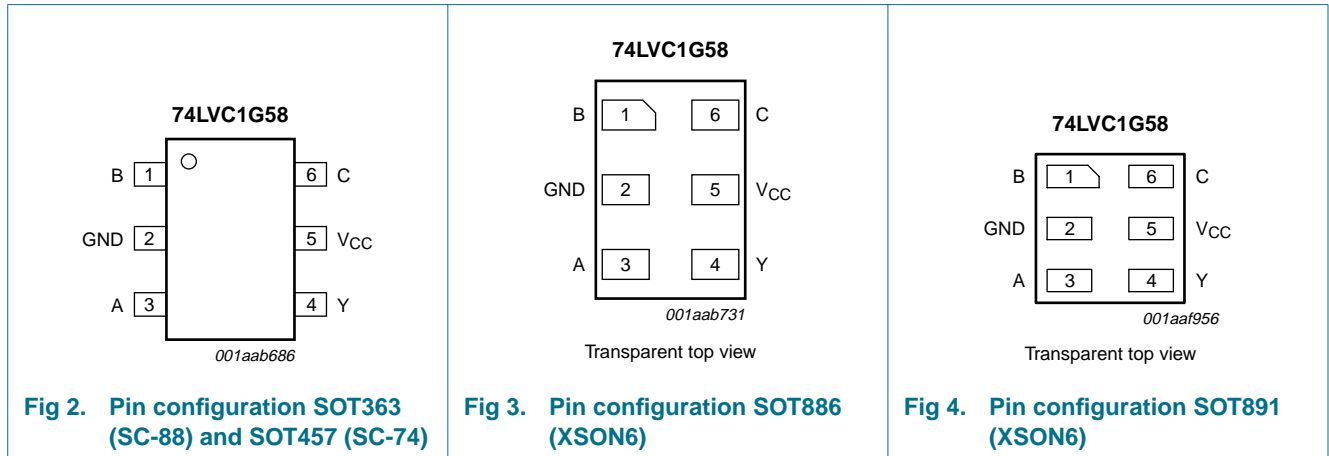 74LVC1G58
B 1 6 C
GND 2 5 VCC
A 3 4 Y
001aab686
Fig 2. Pin configuration SOT363
(SC-88) and SOT457 (SC-74)
74LVC1G58
B 1 6 C
GND 2 5 VCC
A 3 4 Y
001aab731
Transparent top view
Fig 3. Pin configuration SOT886
(XSON6)
74LVC1G58
B 1 6 C
GND 2 5 VCC
A 3 4 Y
001aaf956
Transparent top view
Fig 4. Pin configuration SOT891
(XSON6)